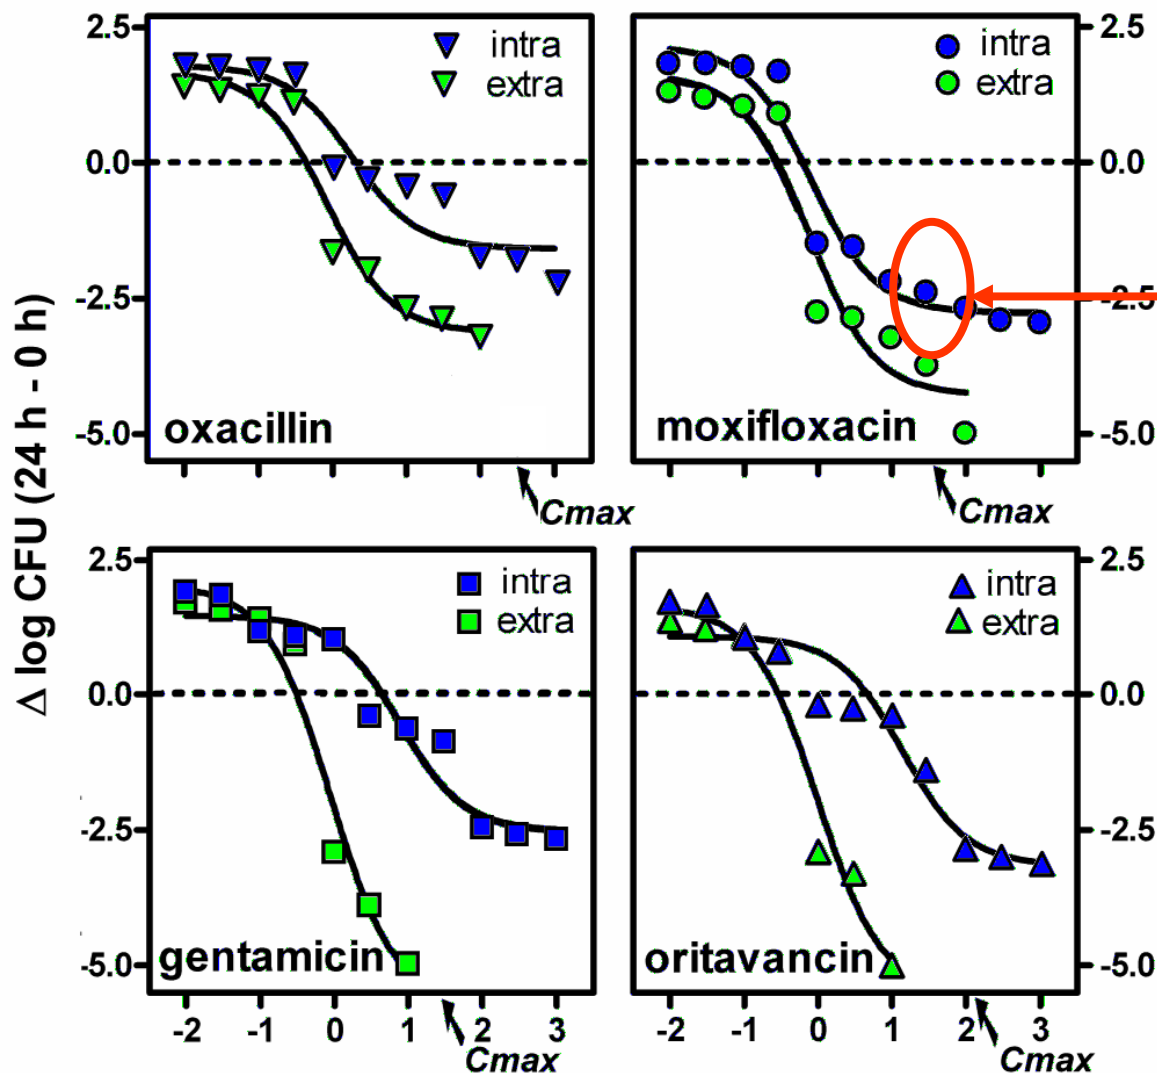 Δ log CFU (24 h - 0 h)
2.5
0.0
-2.5
-5.0
intra
extra
oxacillin
Cmax
intra
extra
moxifloxacin
2.5
0.0
-2.5
-5.0
Cmax
2.5
0.0
-2.5
-5.0
intra
extra
gentamicin
-2 -1 0 1 2 3
Cmax
intra
extra
oritavancin
2.5
0.0
-2.5
-5.0
-2 -1 0 1 2 3
Cmax